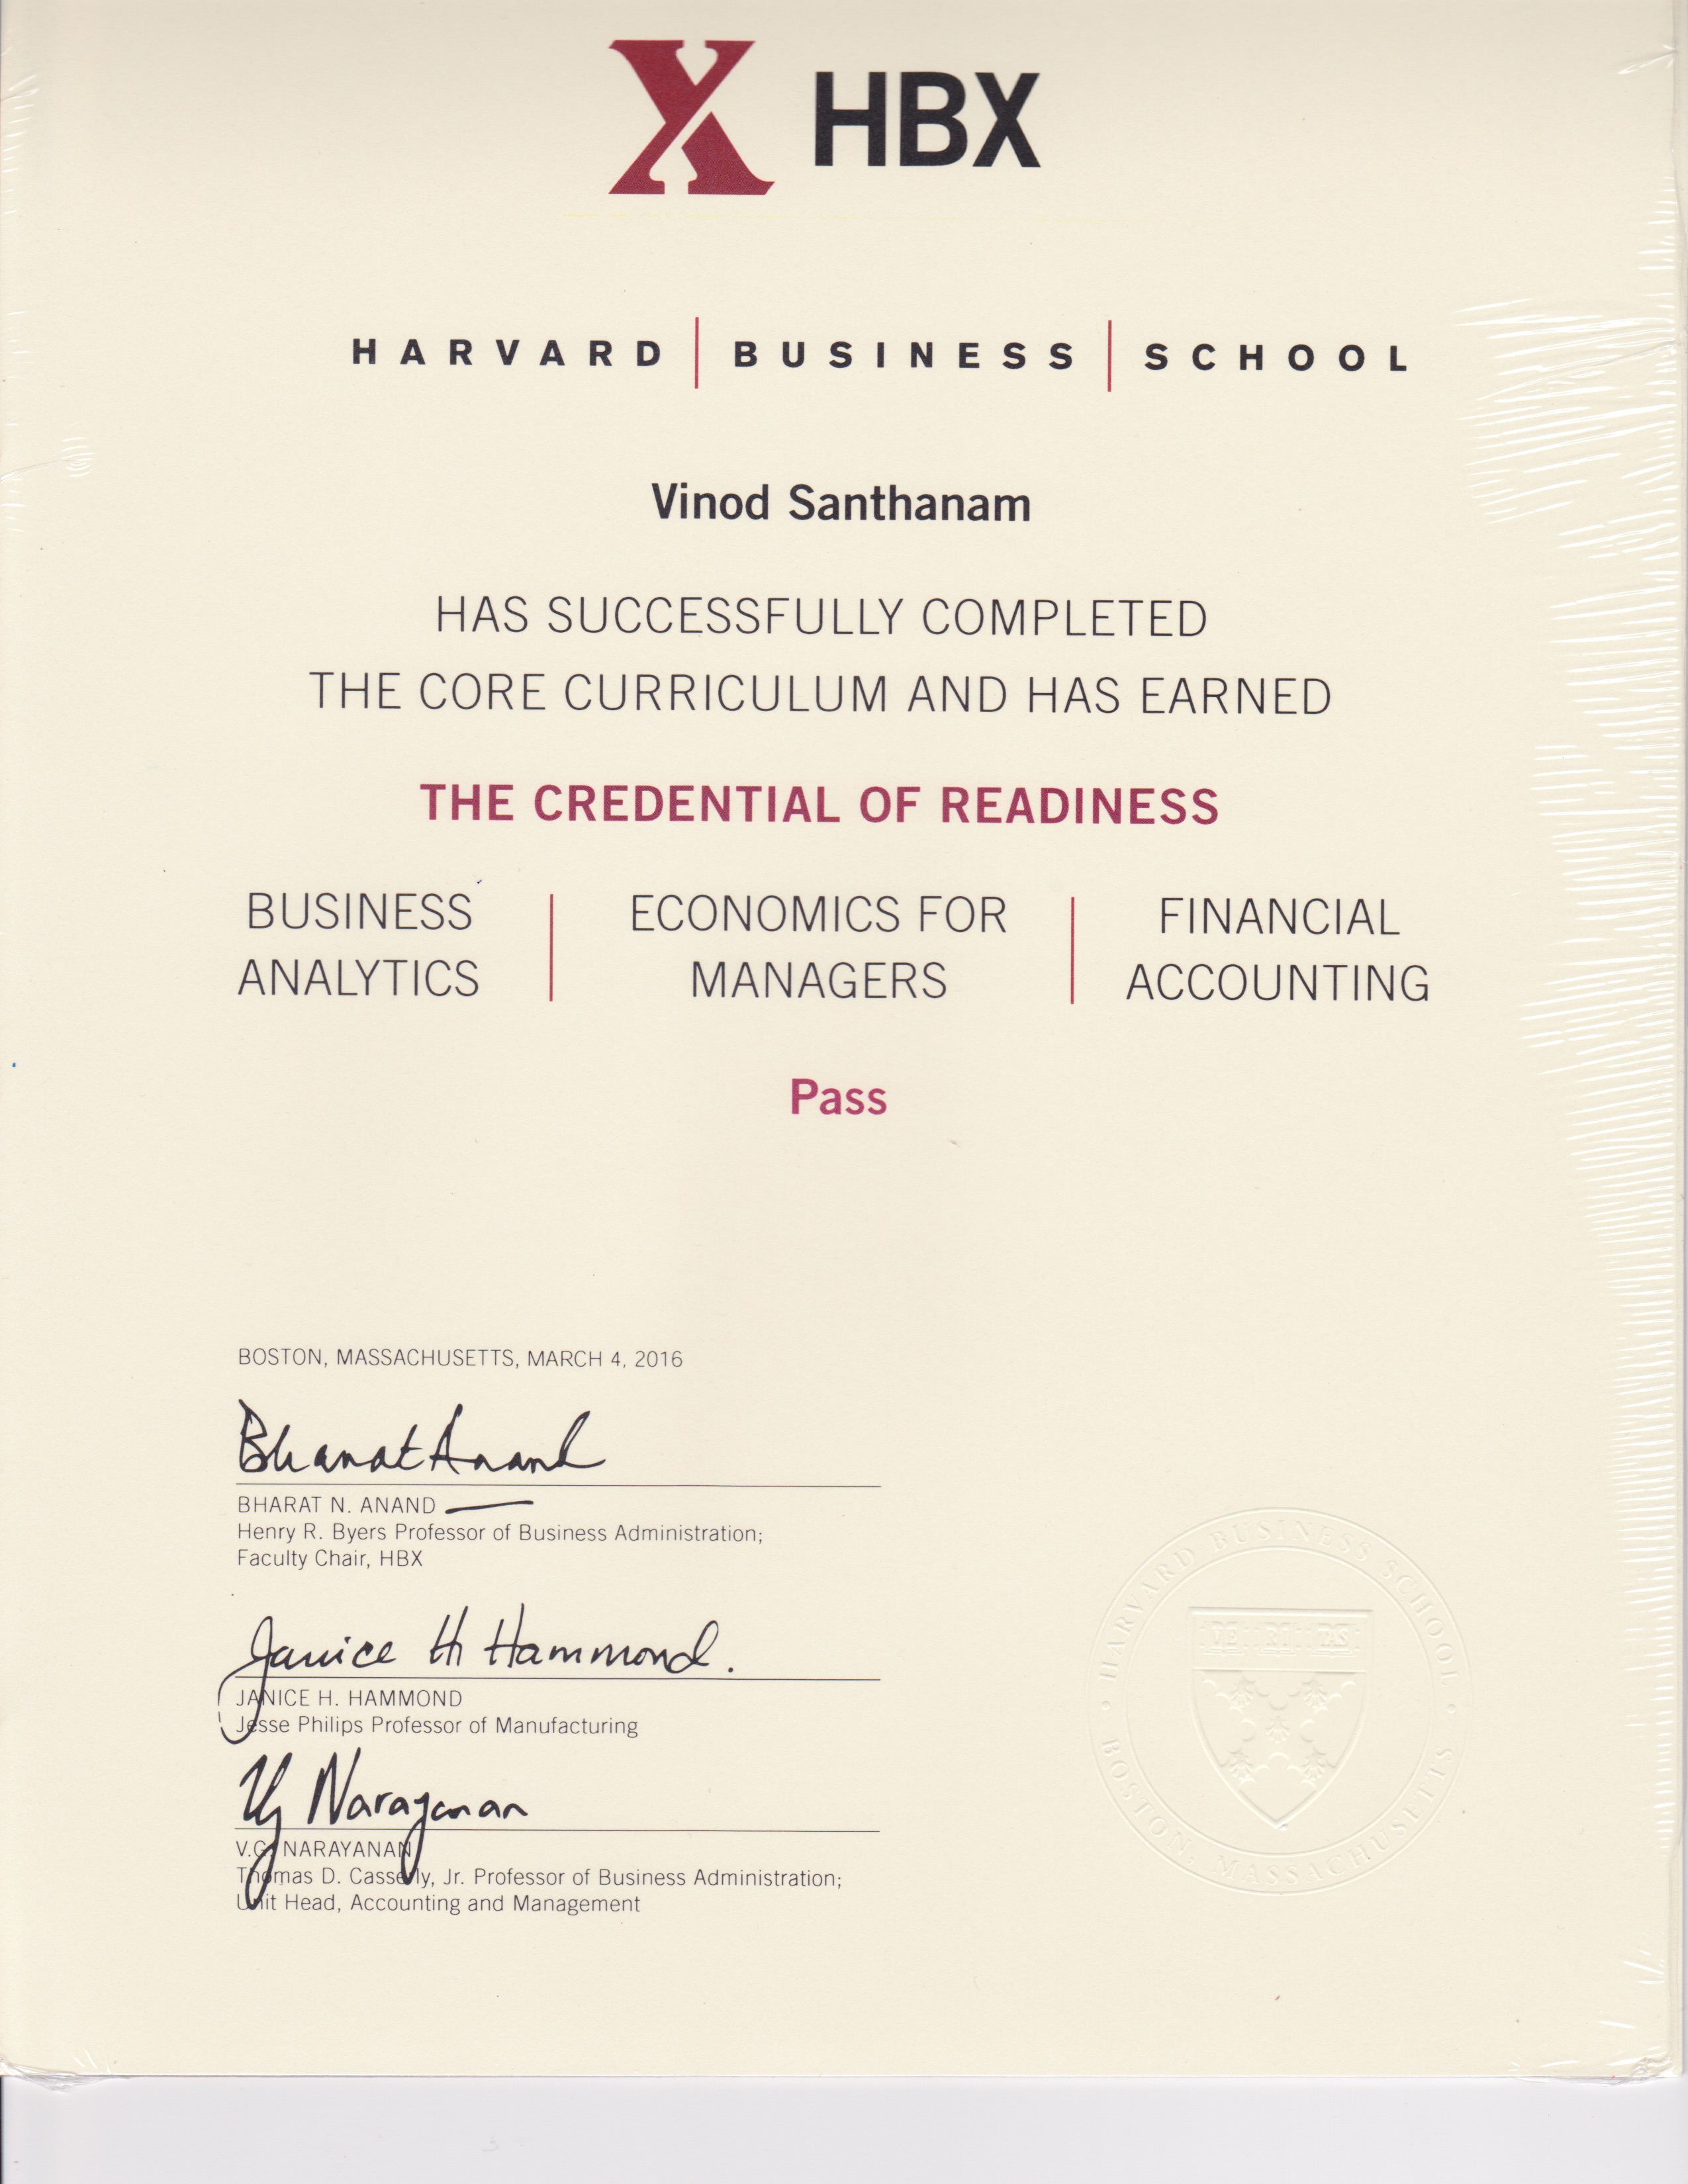 X HBX
HARVARD | BUSINESS | SCHOOL
Vinod Santhanam
HAS SUCCESSFULLY COMPLETED
THE CORE CURRICULUM AND HAS EARNED
THE CREDENTIAL OF READINESS
BUSINESS ANALYTICS | ECONOMICS FOR MANAGERS | FINANCIAL ACCOUNTING
Pass
BOSTON, MASSACHUSETTS, MARCH 4, 2016
Bharat Anand
BHARAT N. ANAND
Henry R. Byers Professor of Business Administration;
Faculty Chair, HBX
Janice H Hammond.
JANICE H. HAMMOND
Jesse Philips Professor of Manufacturing
VG Narayanan
V.G. NARAYANAN
Thomas D. Casserly, Jr. Professor of Business Administration;
Unit Head, Accounting and Management
HARVARD BUSINESS SCHOOL
VE RI TAS
BOSTON, MASSACHUSETTS